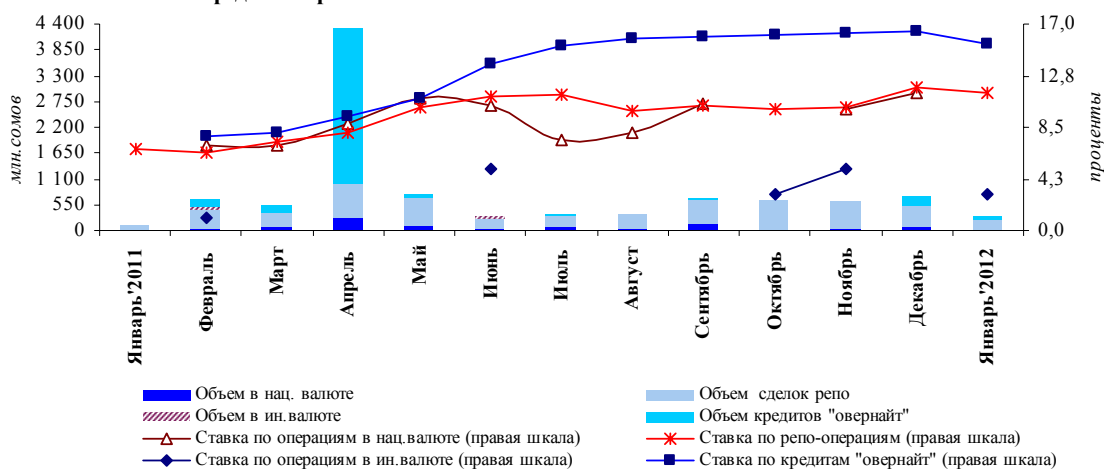 4 400
3 850
3 300
2 750
2 200
1 650
1 100
550
0
млн.сомов
17,0
12,8
8,5
4,3
0,0
проценты
Январь'2011
Февраль
Март
Апрель
Май
Июнь
Июль
Август
Сентябрь
Октябрь
Ноябрь
Декабрь
Январь'2012
Объем в нац. валюте
Объем сделок репо
Объем в ин.валюте
Объем кредитов "овернайт"
Ставка по операциям в нац.валюте (правая шкала)
Ставка по репо-операциям (правая шкала)
Ставка по операциям в ин.валюте (правая шкала)
Ставка по кредитам "овернайт" (правая шкала)